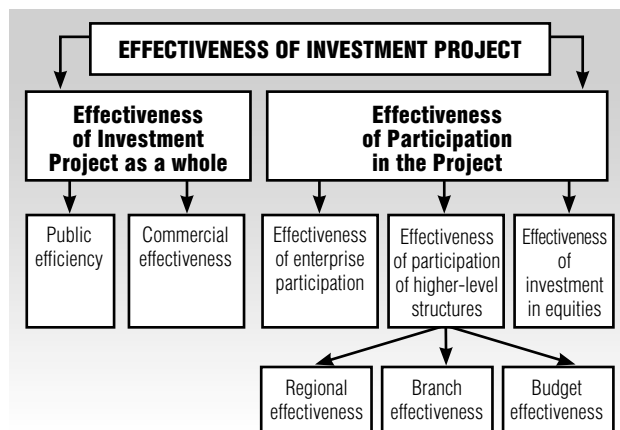 EFFECTIVENESS OF INVESTMENT PROJECT
Effectiveness
of Investment
Project as a whole
Effectiveness
of Participation
in the Project
Public
efficiency
Commercial
effectiveness
Effectiveness
of enterprise
participation
Effectiveness
of participation
of higher-level
structures
Effectiveness
of
investment
in equities
Regional
effectiveness
Branch
effectiveness
Budget
effectiveness